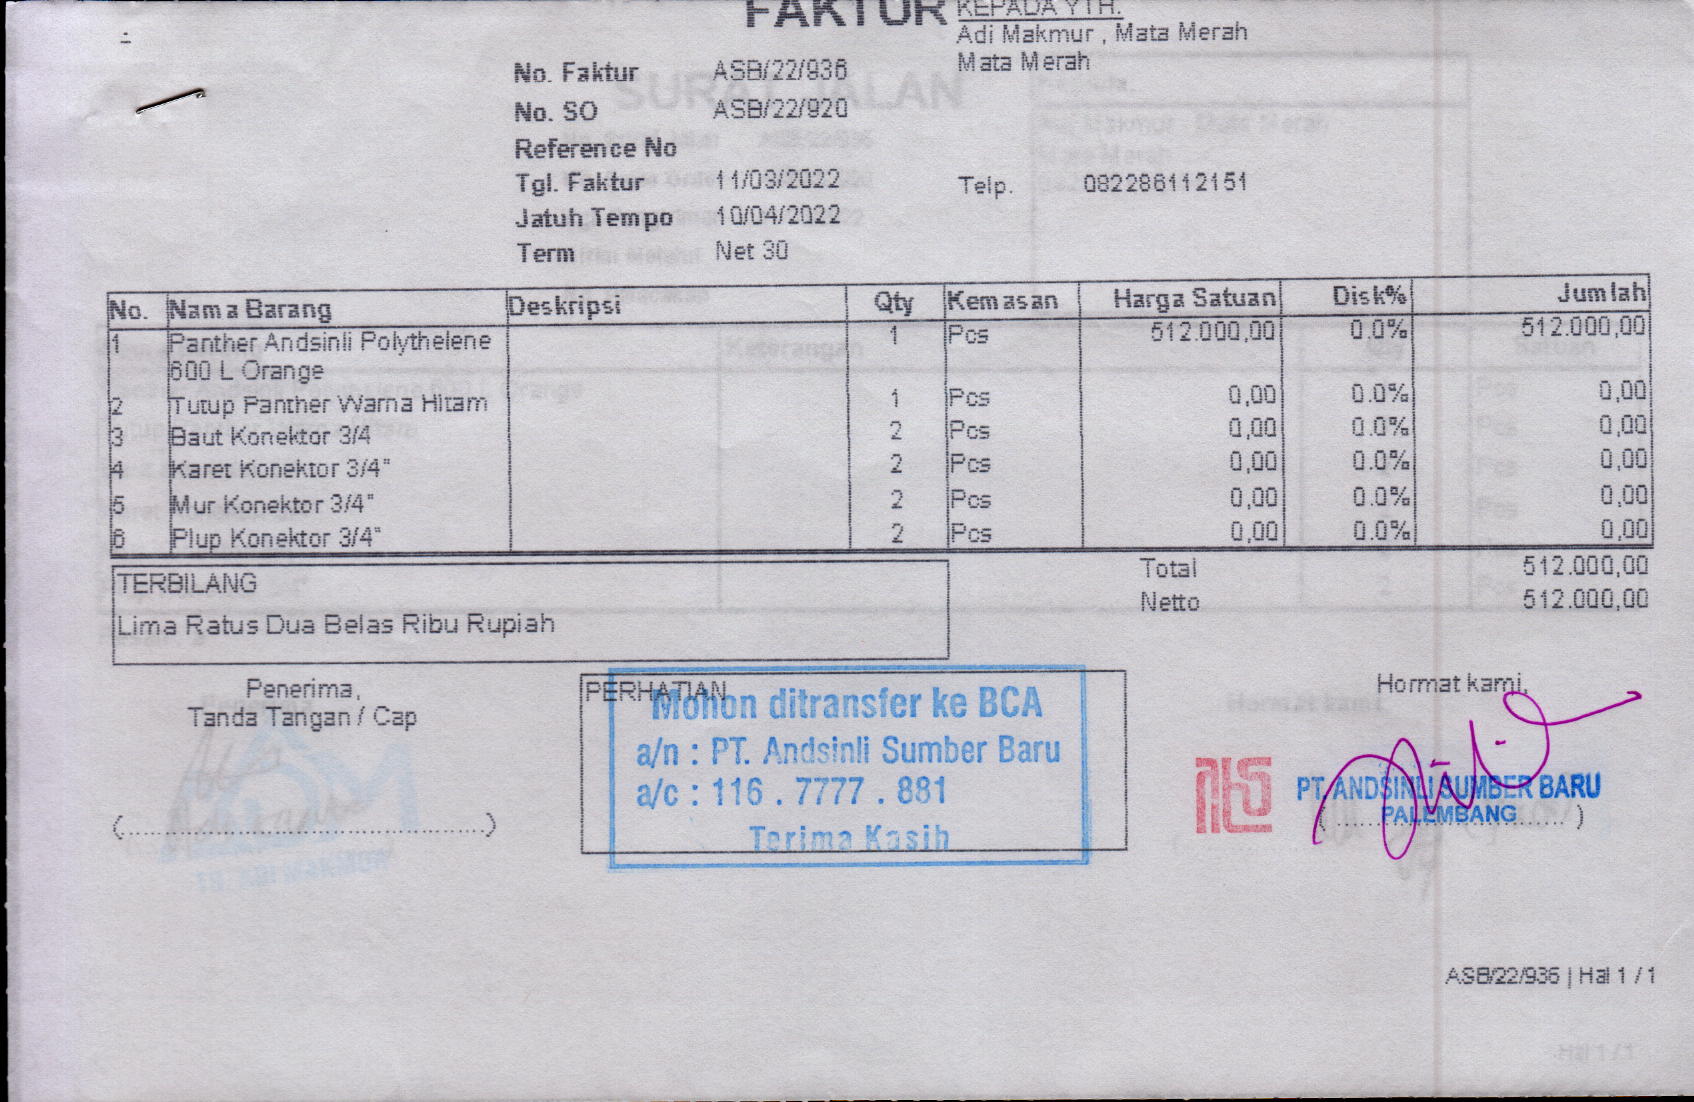 FAKTUR
KEPADA YTH.
Adi Makmur , Mata Merah
Mata Merah
No. Faktur ASB/22/936
No. SO ASB/22/920
Reference No
Tgl. Faktur 11/03/2022
Telp. 082286112151
Jatuh Tempo 10/04/2022
Term Net 30
SURAT JALAN
No. Nama Barang Deskripsi Qty Kemasan Harga Satuan Disk% Jumlah
1 Panther Andsinli Polythelene 1 Pcs 512.000,00 0.0% 512.000,00
600 L Orange
2 Tutup Panther Warna Hitam 1 Pcs 0,00 0.0% 0,00
3 Baut Konektor 3/4 2 Pcs 0,00 0.0% 0,00
4 Karet Konektor 3/4" 2 Pcs 0,00 0.0% 0,00
5 Mur Konektor 3/4" 2 Pcs 0,00 0.0% 0,00
6 Plup Konektor 3/4" 2 Pcs 0,00 0.0% 0,00
Total 512.000,00
Netto 512.000,00
TERBILANG
Lima Ratus Dua Belas Ribu Rupiah
Penerima,
Tanda Tangan / Cap
(....................................................)
PERHATIAN
Mohon ditransfer ke BCA
a/n : PT. Andsinli Sumber Baru
a/c : 116 . 7777 . 881
Terima Kasih
Hormat kami,
PT. ANDSINLI SUMBER BARU
PALEMBANG
ASB/22/936 | Hal 1 / 1
Hal 1 / 1